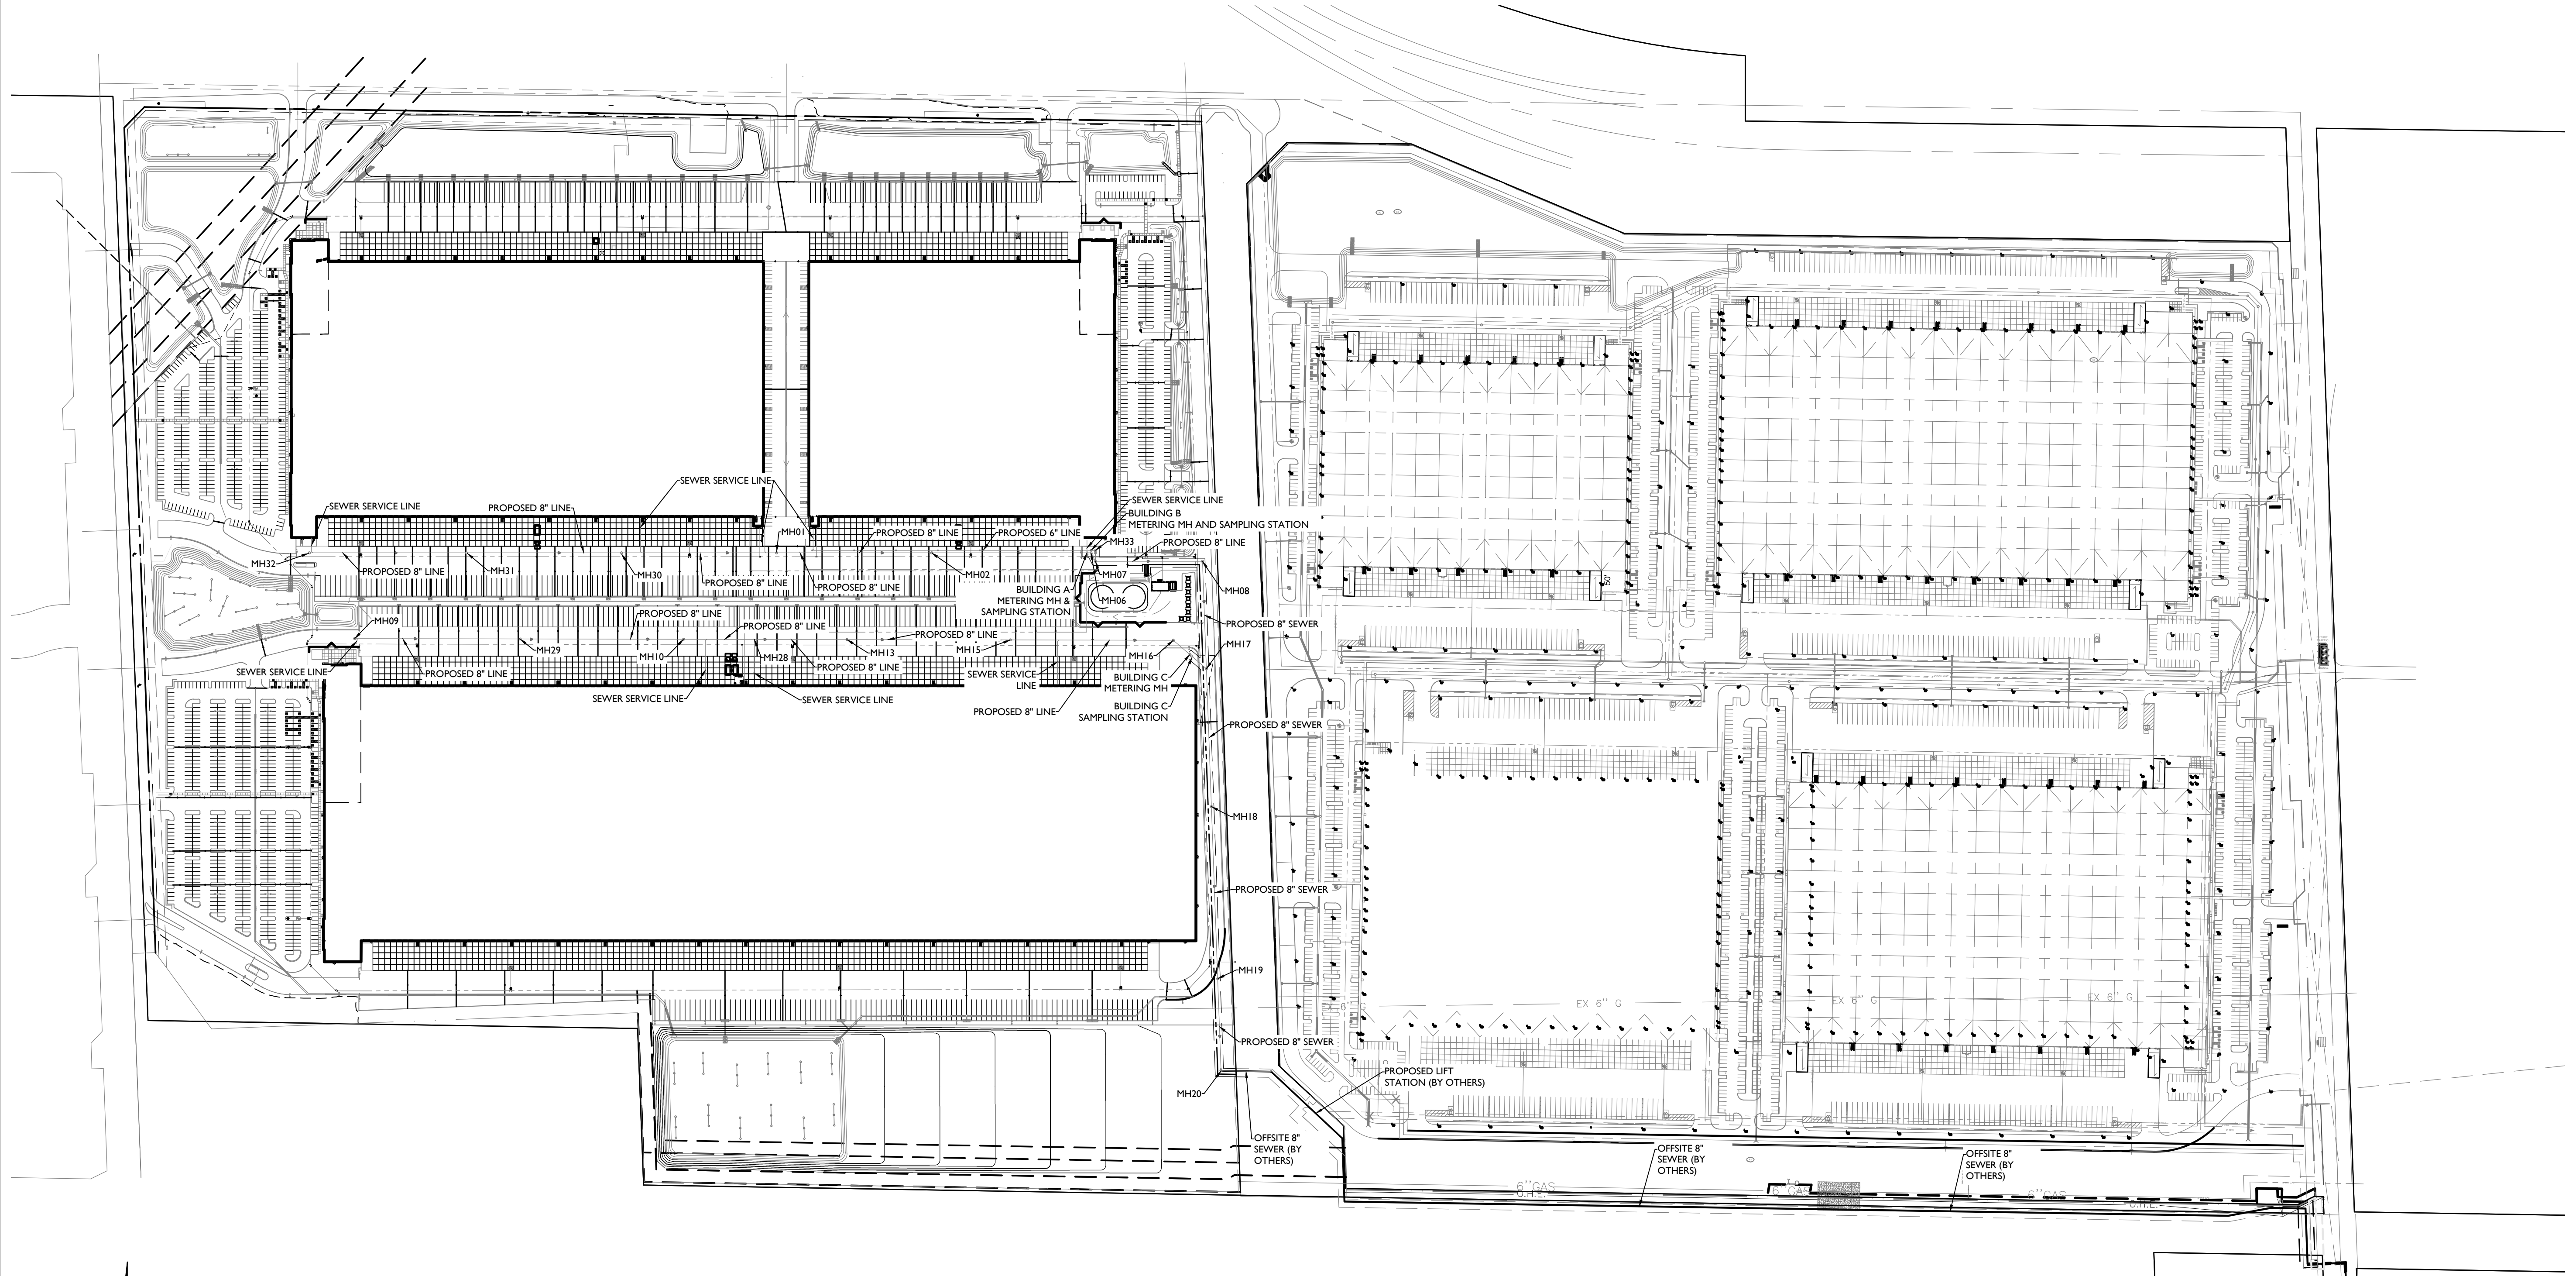 SEWER SERVICE LINE
SEWER SERVICE LINE
SEWER SERVICE LINE
PROPOSED 8" LINE
BUILDING B
METERING MH AND SAMPLING STATION
MH01
PROPOSED 8" LINE
PROPOSED 6" LINE
MH33
PROPOSED 8" LINE
MH32
PROPOSED 8" LINE
MH31
MH30
PROPOSED 8" LINE
PROPOSED 8" LINE
MH02
MH07
BUILDING A
METERING MH &
SAMPLING STATION
MH06
MH08
50'
MH09
PROPOSED 8" LINE
PROPOSED 8" LINE
PROPOSED 8" LINE
PROPOSED 8" SEWER
MH29
MH10
MH28
MH13
MH15
MH16
MH17
PROPOSED 8" LINE
SEWER SERVICE LINE
PROPOSED 8" LINE
SEWER SERVICE
LINE
BUILDING C
METERING MH
SEWER SERVICE LINE
SEWER SERVICE LINE
PROPOSED 8" LINE
BUILDING C
SAMPLING STATION
PROPOSED 8" SEWER
MH18
PROPOSED 8" SEWER
MH19
EX 6" G
EX 6" G
EX 6" G
PROPOSED 8" SEWER
PROPOSED LIFT
STATION (BY OTHERS)
MH20
OFFSITE 8"
SEWER (BY
OTHERS)
OFFSITE 8"
SEWER (BY
OTHERS)
OFFSITE 8"
SEWER (BY
OTHERS)
6"GAS
O.H.E.
6"GAS
6"GAS
O.H.E.